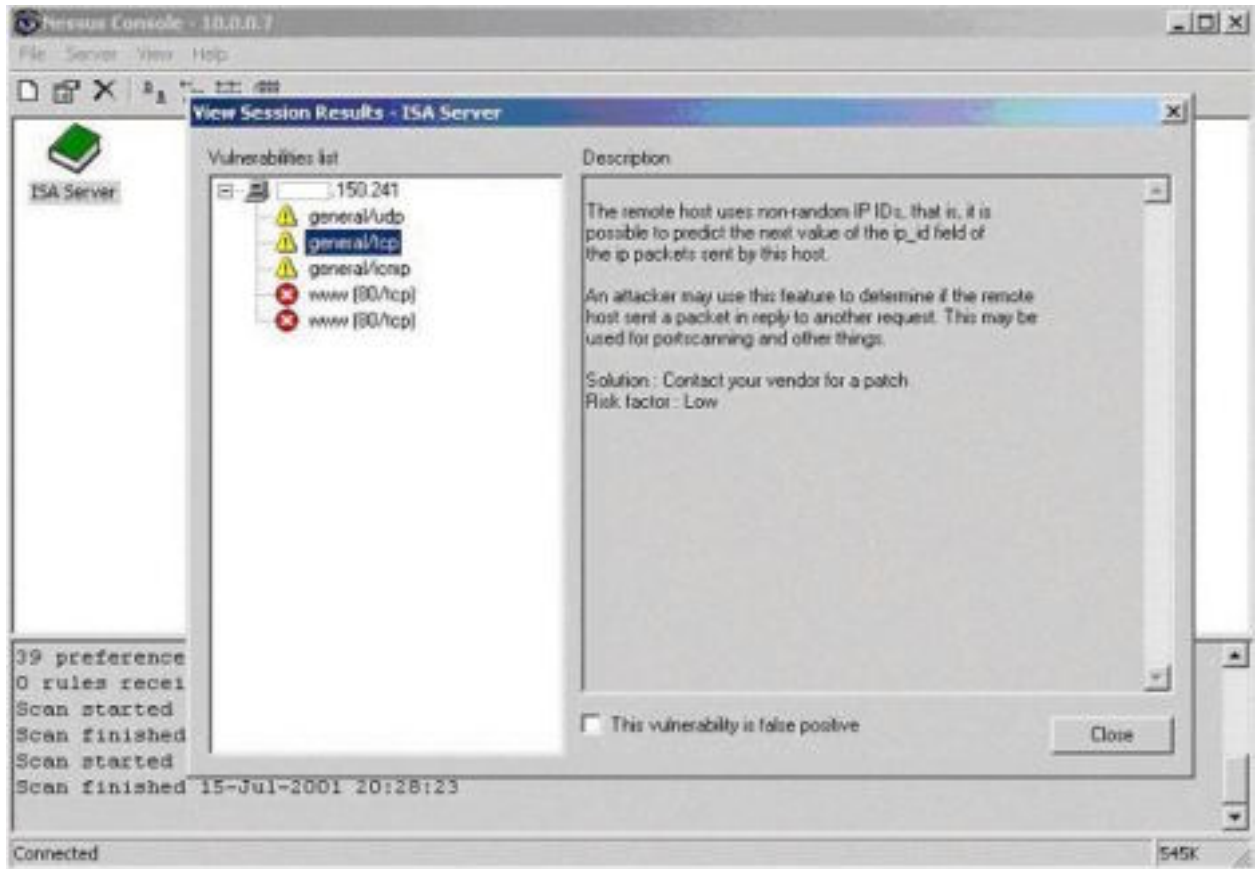 Nessus Console - 10.0.0.7
File Server View Help
View Session Results - ISA Server
ISA Server
Vulnerabilities list
.150.241
general/udp
general/tcp
general/icmp
www (80/tcp)
www (80/tcp)
Description
The remote host uses non-random IP IDs, that is, it is
possible to predict the next value of the ip_id field of
the ip packets sent by this host.
An attacker may use this feature to determine if the remote
host sent a packet in reply to another request. This may be
used for portscanning and other things.
Solution : Contact your vendor for a patch
Risk factor : Low
This vulnerability is false positive
Close
39 preference
0 rules recei
Scan started
Scan finished
Scan started
Scan finished 15-Jul-2001 20:28:23
Connected
545K